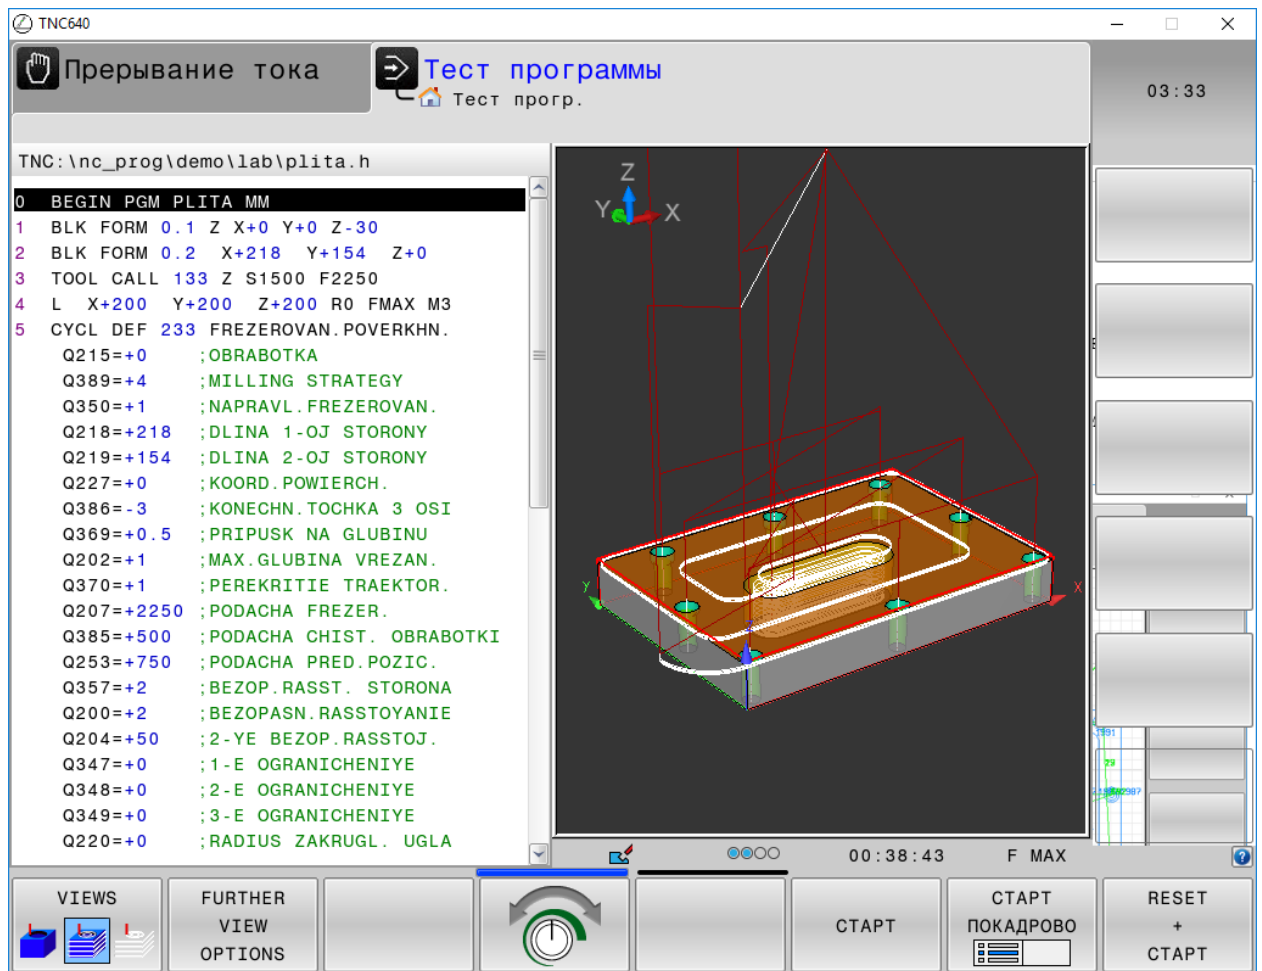 TNC640
Прерывание тока
Тест программы
Тест прогр.
03:33
TNC:\nc_prog\demo\lab\plita.h
0 BEGIN PGM PLITA MM
1 BLK FORM 0.1 Z X+0 Y+0 Z-30
2 BLK FORM 0.2 X+218 Y+154 Z+0
3 TOOL CALL 133 Z S1500 F2250
4 L X+200 Y+200 Z+200 R0 FMAX M3
5 CYCL DEF 233 FREZEROVAN.POVERKHN.
Q215=+0 ;OBRABOTKA
Q389=+4 ;MILLING STRATEGY
Q350=+1 ;NAPRAVL.FREZEROVAN.
Q218=+218 ;DLINA 1-OJ STORONY
Q219=+154 ;DLINA 2-OJ STORONY
Q227=+0 ;KOORD.POWIERCH.
Q386=-3 ;KONECHN.TOCHKA 3 OSI
Q369=+0.5 ;PRIPUSK NA GLUBINU
Q202=+1 ;MAX.GLUBINA VREZAN.
Q370=+1 ;PEREKRITIE TRAEKTOR.
Q207=+2250 ;PODACHA FREZER.
Q385=+500 ;PODACHA CHIST. OBRABOTKI
Q253=+750 ;PODACHA PRED.POZIC.
Q357=+2 ;BEZOP.RASST. STORONA
Q200=+2 ;BEZOPASN.RASSTOYANIE
Q204=+50 ;2-YE BEZOP.RASSTOJ.
Q347=+0 ;1-E OGRANICHENIYE
Q348=+0 ;2-E OGRANICHENIYE
Q349=+0 ;3-E OGRANICHENIYE
Q220=+0 ;RADIUS ZAKRUGL. UGLA
Z
Y X
Y
X
00:38:43 F MAX
VIEWS
FURTHER
VIEW
OPTIONS
СТАРТ
СТАРТ
ПОКАДРОВО
RESET
+
СТАРТ